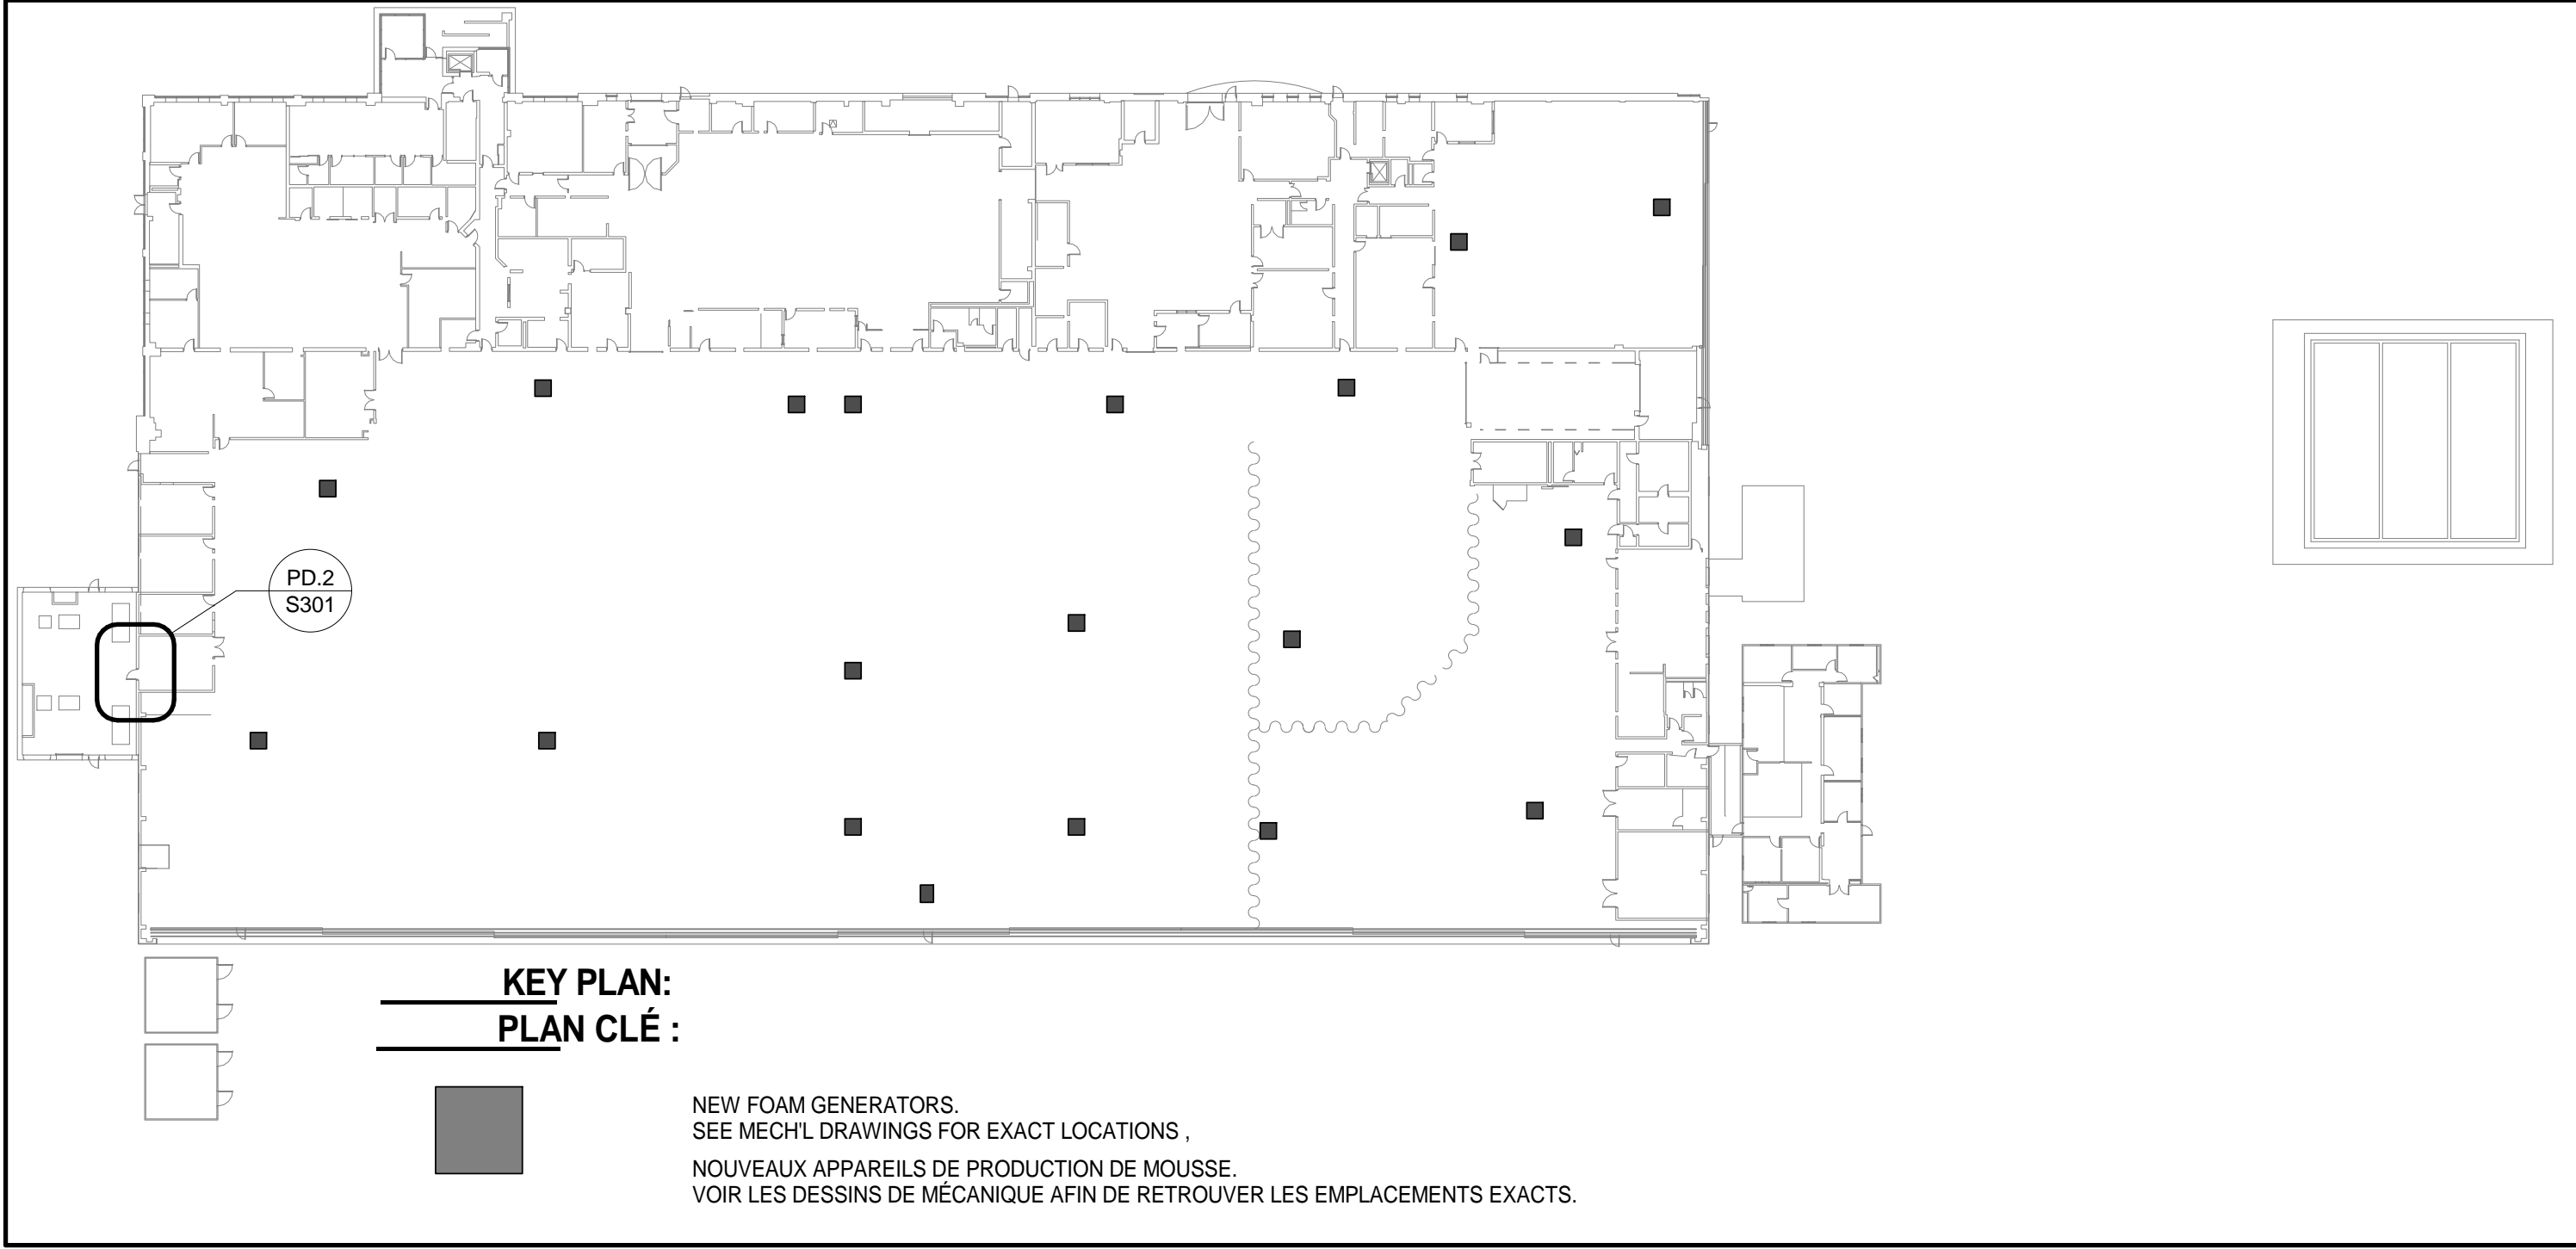 PD.2
S301
KEY PLAN:
PLAN CLÉ :
NEW FOAM GENERATORS.
SEE MECH'L DRAWINGS FOR EXACT LOCATIONS ,
NOUVEAUX APPAREILS DE PRODUCTION DE MOUSSE.
VOIR LES DESSINS DE MÉCANIQUE AFIN DE RETROUVER LES EMPLACEMENTS EXACTS.